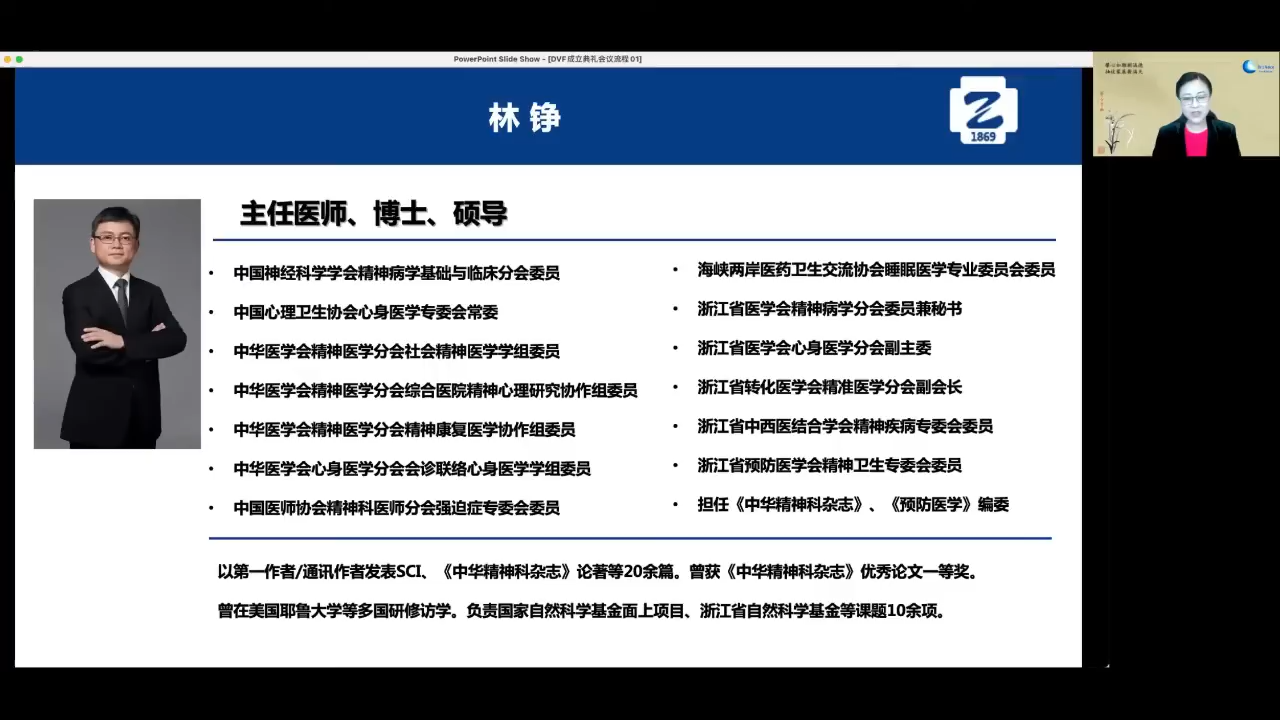 PowerPoint Slide Show - [DVF成立典礼会议流程01]
林 铮
1869
主任医师、博士、硕导
• 中国神经科学学会精神病学基础与临床分会委员
• 中国心理卫生协会心身医学专委会常委
• 中华医学会精神医学分会社会精神医学学组委员
• 中华医学会精神医学分会综合医院精神心理研究协作组委员
• 中华医学会精神医学分会精神康复医学协作组委员
• 中华医学会心身医学分会会诊联络心身医学学组委员
• 中国医师协会精神科医师分会强迫症专委会委员
• 海峡两岸医药卫生交流协会睡眠医学专业委员会委员
• 浙江省医学会精神病学分会委员兼秘书
• 浙江省医学会心身医学分会副主委
• 浙江省转化医学会精准医学分会副会长
• 浙江省中西医结合学会精神疾病专委会委员
• 浙江省预防医学会精神卫生专委会委员
• 担任《中华精神科杂志》、《预防医学》编委
以第一作者/通讯作者发表SCI、《中华精神科杂志》论著等20余篇。曾获《中华精神科杂志》优秀论文一等奖。
曾在美国耶鲁大学等多国研修访学。负责国家自然科学基金面上项目、浙江省自然科学基金等课题10余项。